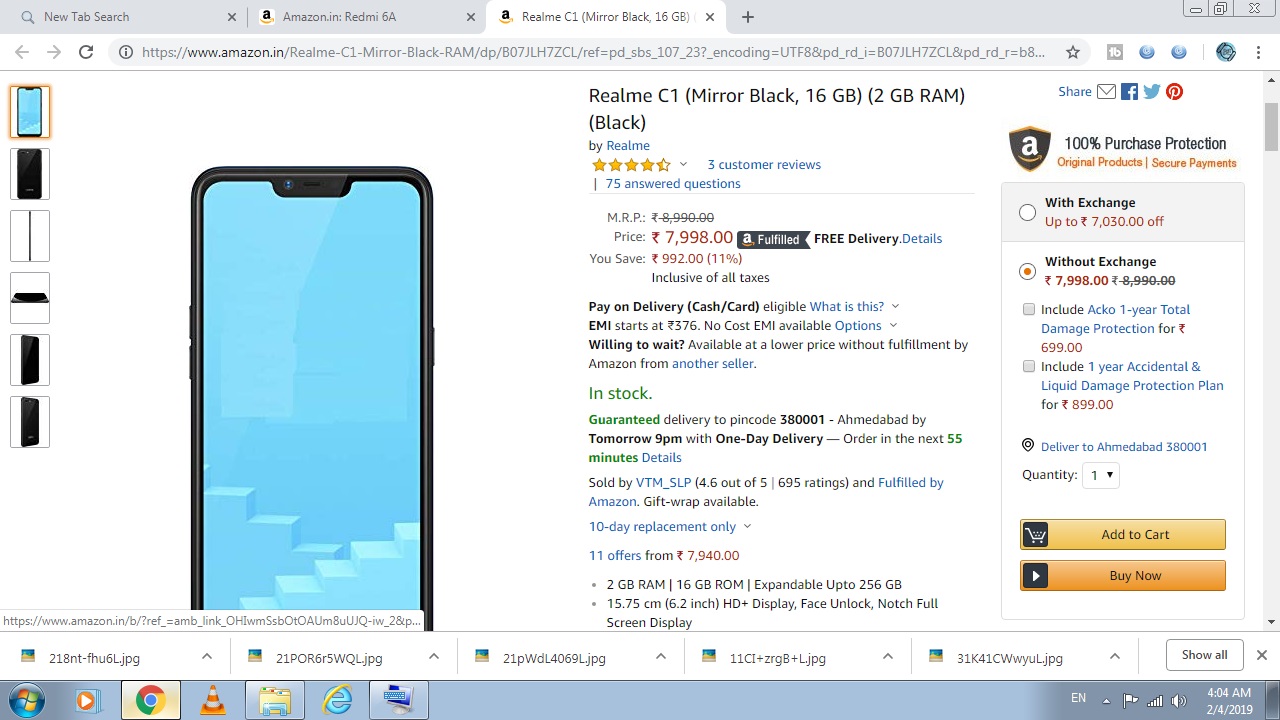 New Tab Search
Amazon.in: Redmi 6A
Realme C1 (Mirror Black, 16 GB) (
https://www.amazon.in/Realme-C1-Mirror-Black-RAM/dp/B07JLH7ZCL/ref=pd_sbs_107_23?_encoding=UTF8&pd_rd_i=B07JLH7ZCL&pd_rd_r=b8...
Realme C1 (Mirror Black, 16 GB) (2 GB RAM)
(Black)
by Realme
3 customer reviews
| 75 answered questions
M.R.P.: ₹ 8,990.00
Price: ₹ 7,998.00 Fulfilled FREE Delivery.Details
You Save: ₹ 992.00 (11%)
Inclusive of all taxes
Pay on Delivery (Cash/Card) eligible What is this?
EMI starts at ₹376. No Cost EMI available Options
Willing to wait? Available at a lower price without fulfillment by
Amazon from another seller.
In stock.
Guaranteed delivery to pincode 380001 - Ahmedabad by
Tomorrow 9pm with One-Day Delivery — Order in the next 55
minutes Details
Sold by VTM_SLP (4.6 out of 5 | 695 ratings) and Fulfilled by
Amazon. Gift-wrap available.
10-day replacement only
11 offers from ₹ 7,940.00
• 2 GB RAM | 16 GB ROM | Expandable Upto 256 GB
• 15.75 cm (6.2 inch) HD+ Display, Face Unlock, Notch Full
Screen Display
Share
100% Purchase Protection
Original Products | Secure Payments
With Exchange
Up to ₹ 7,030.00 off
Without Exchange
₹ 7,998.00 ₹ 8,990.00
Include Acko 1-year Total
Damage Protection for ₹
699.00
Include 1 year Accidental &
Liquid Damage Protection Plan
for ₹ 899.00
Deliver to Ahmedabad 380001
Quantity: 1
Add to Cart
Buy Now
https://www.amazon.in/b/?ref_=amb_link_OHIwmSsbOtOAUm8uUJQ-iw_2&p...
218nt-fhu6L.jpg
21POR6r5WQL.jpg
21pWdL4069L.jpg
11CI+zrgB+L.jpg
31K41CWwyuL.jpg
Show all
EN
4:04 AM
2/4/2019